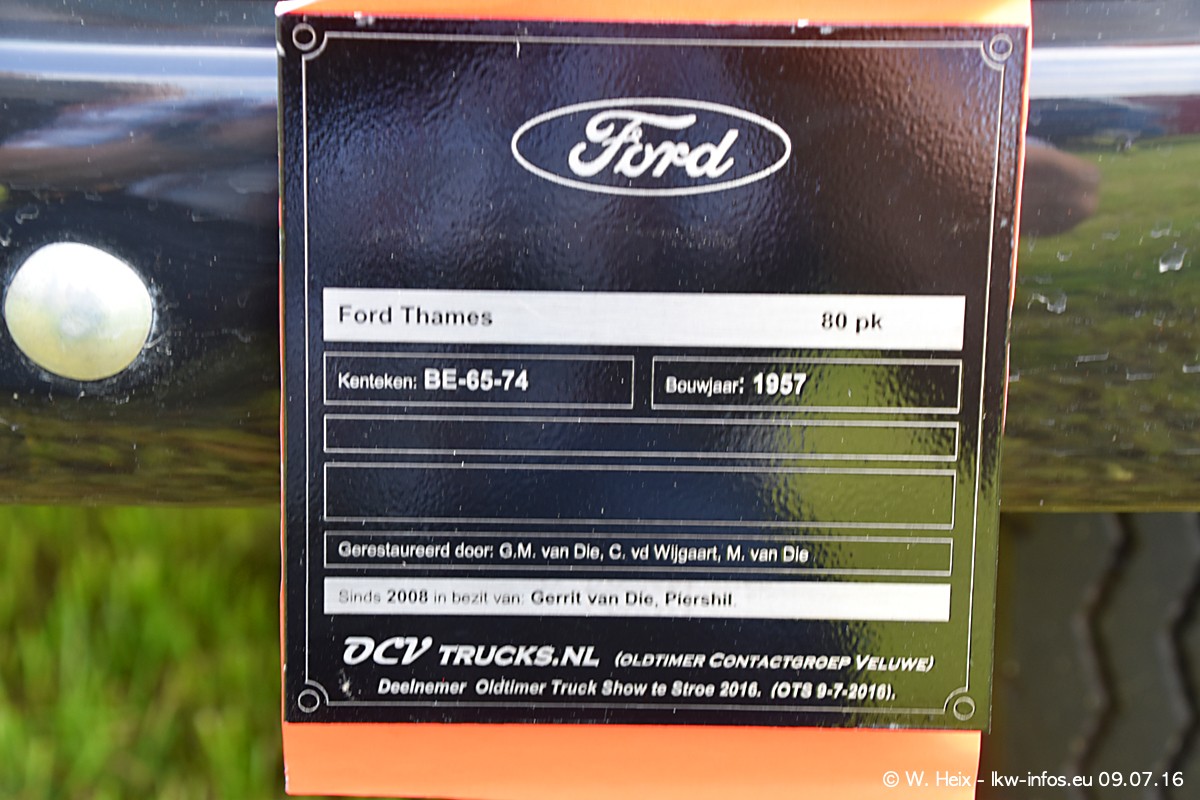 Ford
Ford Thames 80 pk
Kenteken: BE-65-74 Bouwjaar: 1957
Gerestaureerd door: G.M. van Die, C. vd Wijgaart, M. van Die
Sinds 2008 in bezit van: Gerrit van Die, Piershil.
OCV TRUCKS.NL (OLDTIMER CONTACTGROEP VELUWE)
Deelnemer Oldtimer Truck Show te Stroe 2016. (OTS 9-7-2016).
© W. Heix - lkw-infos.eu 09.07.16